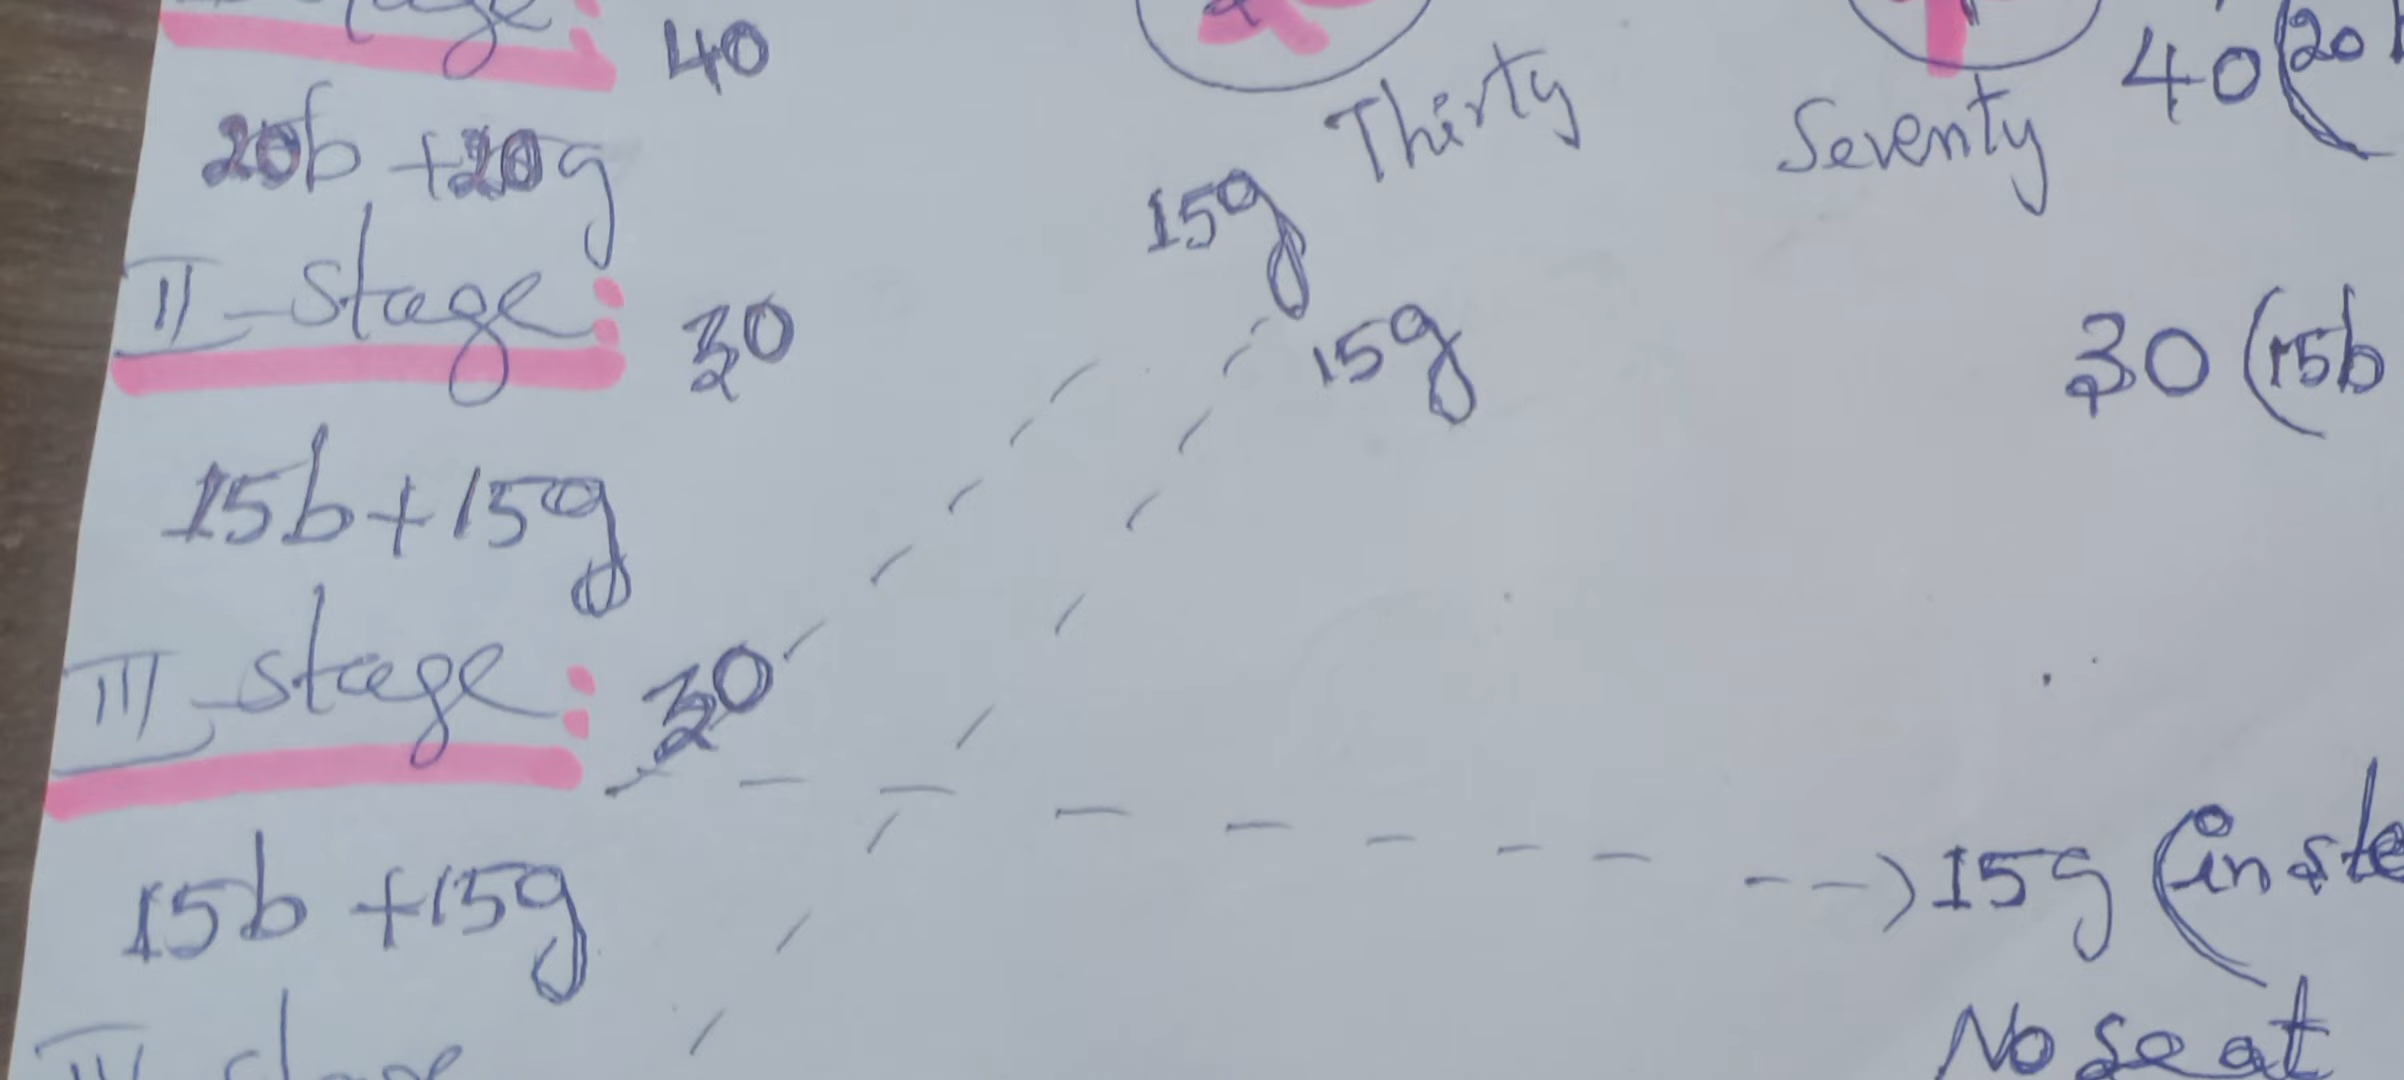 40
40 (20
Thirty
Seventy
20b + 20g
15g
II - Stage:
30
15g
30 (15b
15b + 15g
III - Stage:
30
--> 15g (in
15b + 15g
No seat